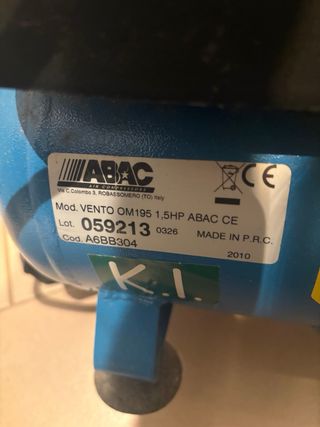 ABAC
AIR COMPRESSORS
Via C.Colombo 3, ROBASSOMERO (TO) Italy
Mod. VENTO OM195 1,5HP ABAC CE
Lot. 059213 0326 MADE IN P.R.C.
Cod. A6BB304
2010
K.I.